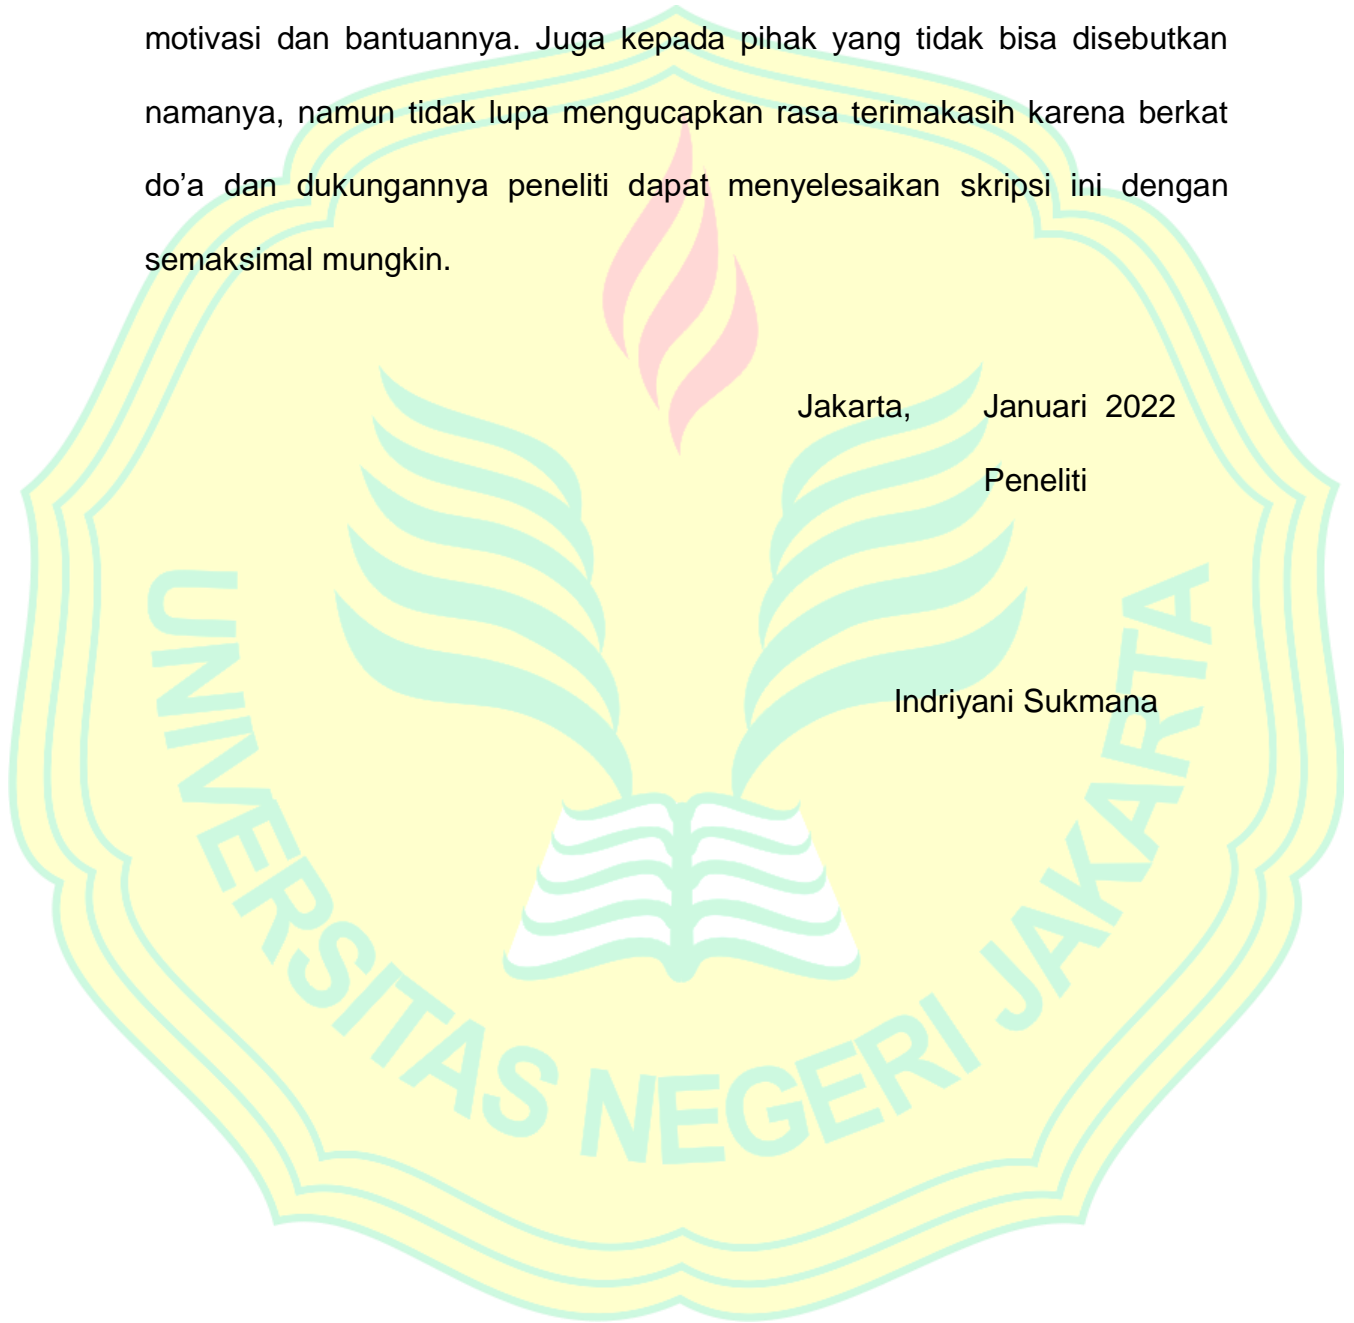 motivasi dan bantuannya. Juga kepada pihak yang tidak bisa disebutkan
namanya, namun tidak lupa mengucapkan rasa terimakasih karena berkat
do’a dan dukungannya peneliti dapat menyelesaikan skripsi ini dengan
semaksimal mungkin.
Jakarta, Januari 2022
Peneliti
Indriyani Sukmana
UNIVERSITAS NEGERI JAKARTA